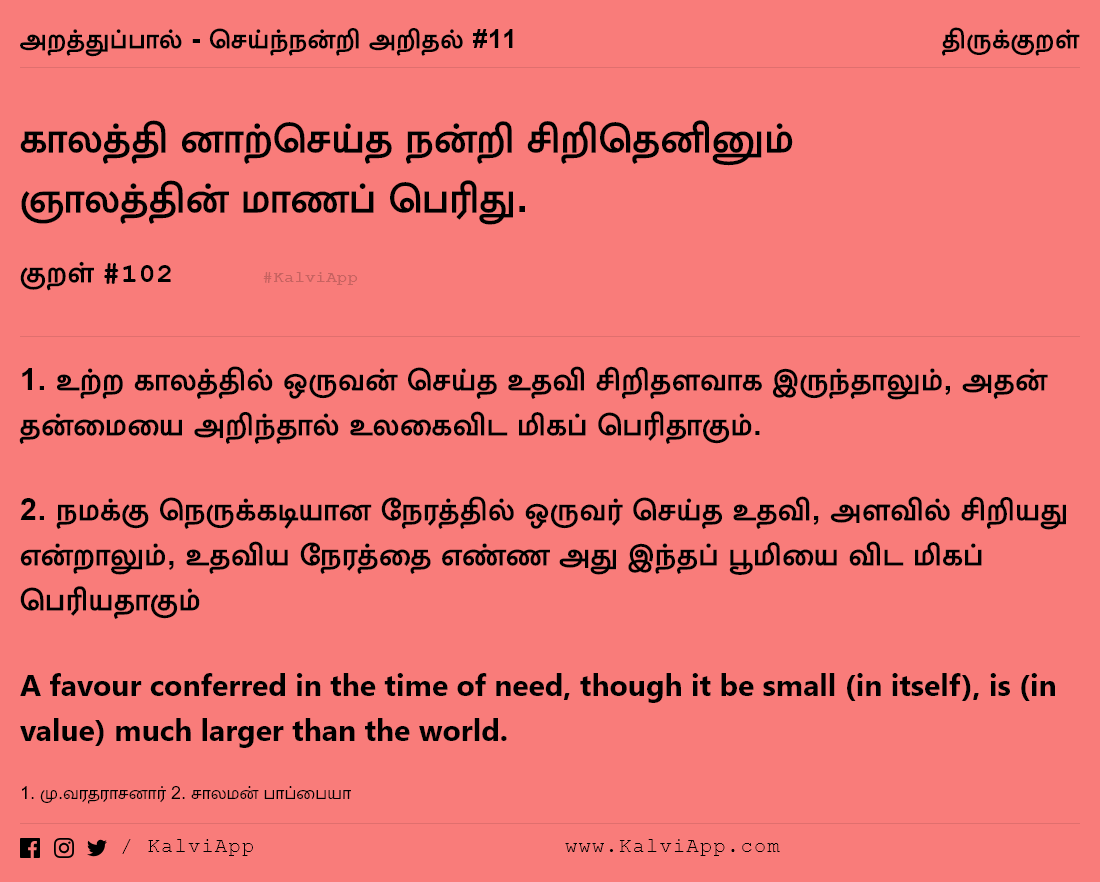 அறத்துப்பால் - செய்ந்நன்றி அறிதல் #11 திருக்குறள்
காலத்தி னாற்செய்த நன்றி சிறிதெனினும்
ஞாலத்தின் மாணப் பெரிது.
குறள் #102 #KalviApp
1. உற்ற காலத்தில் ஒருவன் செய்த உதவி சிறிதளவாக இருந்தாலும், அதன்
தன்மையை அறிந்தால் உலகைவிட மிகப் பெரிதாகும்.
2. நமக்கு நெருக்கடியான நேரத்தில் ஒருவர் செய்த உதவி, அளவில் சிறியது
என்றாலும், உதவிய நேரத்தை எண்ண அது இந்தப் பூமியை விட மிகப்
பெரியதாகும்
A favour conferred in the time of need, though it be small (in itself), is (in
value) much larger than the world.
1. மு.வரதராசனார் 2. சாலமன் பாப்பையா
/ KalviApp www.KalviApp.com